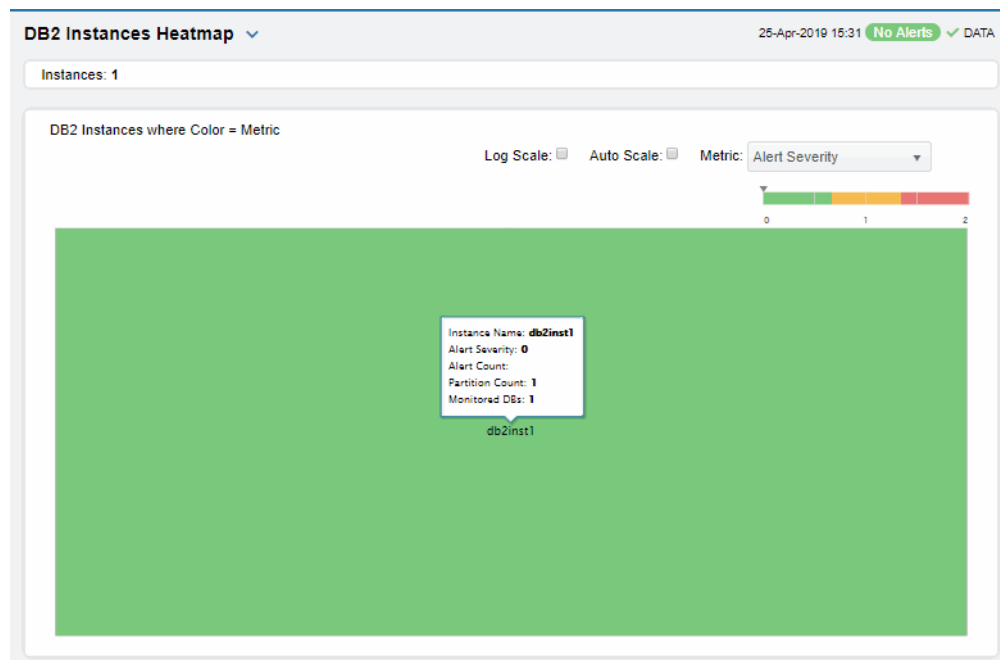 DB2 Instances Heatmap
25-Apr-2019 15:31 No Alerts DATA
Instances: 1
DB2 Instances where Color = Metric
Log Scale: Auto Scale: Metric: Alert Severity
0 1 2
Instance Name: db2inst1
Alert Severity: 0
Alert Count:
Partition Count: 1
Monitored DBs: 1
db2inst1